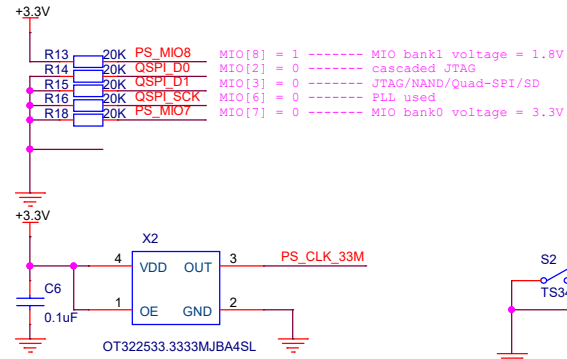 +3.3V
R13 20K PS_MIO8 MIO[8] = 1 ------- MIO bank1 voltage = 1.8V
R14 20K QSPI_D0 MIO[2] = 0 ------- cascaded JTAG
R15 20K QSPI_D1 MIO[3] = 0 ------- JTAG/NAND/Quad-SPI/SD
R16 20K QSPI_SCK MIO[6] = 0 ------- PLL used
R18 20K PS_MIO7 MIO[7] = 0 ------- MIO bank0 voltage = 3.3V
+3.3V
X2
4 VDD OUT 3 PS_CLK_33M
S2
C6
0.1uF
1 OE GND 2
OT322533.3333MJBA4SL